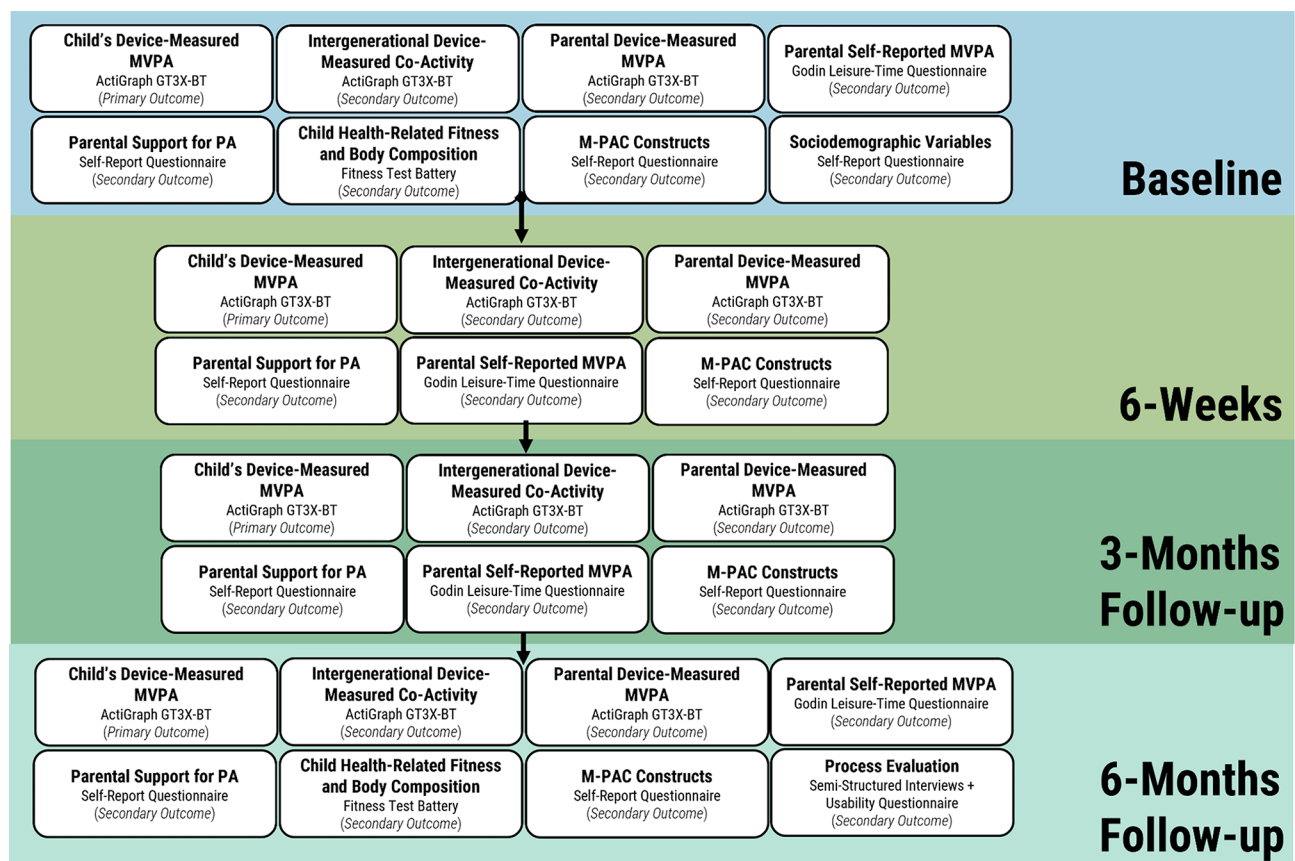 Child's Device-Measured
MVPA
ActiGraph GT3X-BT
(Primary Outcome)
Intergenerational Device-
Measured Co-Activity
ActiGraph GT3X-BT
(Secondary Outcome)
Parental Device-Measured
MVPA
ActiGraph GT3X-BT
(Secondary Outcome)
Parental Self-Reported MVPA
Godin Leisure-Time Questionnaire
(Secondary Outcome)
Parental Support for PA
Self-Report Questionnaire
(Secondary Outcome)
Child Health-Related Fitness
and Body Composition
Fitness Test Battery
(Secondary Outcome)
M-PAC Constructs
Self-Report Questionnaire
(Secondary Outcome)
Sociodemographic Variables
Self-Report Questionnaire
(Secondary Outcome)
Baseline
Child's Device-Measured
MVPA
ActiGraph GT3X-BT
(Primary Outcome)
Intergenerational Device-
Measured Co-Activity
ActiGraph GT3X-BT
(Secondary Outcome)
Parental Device-Measured
MVPA
ActiGraph GT3X-BT
(Secondary Outcome)
Parental Support for PA
Self-Report Questionnaire
(Secondary Outcome)
Parental Self-Reported MVPA
Godin Leisure-Time Questionnaire
(Secondary Outcome)
M-PAC Constructs
Self-Report Questionnaire
(Secondary Outcome)
6-Weeks
Child's Device-Measured
MVPA
ActiGraph GT3X-BT
(Primary Outcome)
Intergenerational Device-
Measured Co-Activity
ActiGraph GT3X-BT
(Secondary Outcome)
Parental Device-Measured
MVPA
ActiGraph GT3X-BT
(Secondary Outcome)
Parental Support for PA
Self-Report Questionnaire
(Secondary Outcome)
Parental Self-Reported MVPA
Godin Leisure-Time Questionnaire
(Secondary Outcome)
M-PAC Constructs
Self-Report Questionnaire
(Secondary Outcome)
3-Months
Follow-up
Child's Device-Measured
MVPA
ActiGraph GT3X-BT
(Primary Outcome)
Intergenerational Device-
Measured Co-Activity
ActiGraph GT3X-BT
(Secondary Outcome)
Parental Device-Measured
MVPA
ActiGraph GT3X-BT
(Secondary Outcome)
Parental Self-Reported MVPA
Godin Leisure-Time Questionnaire
(Secondary Outcome)
Parental Support for PA
Self-Report Questionnaire
(Secondary Outcome)
Child Health-Related Fitness
and Body Composition
Fitness Test Battery
(Secondary Outcome)
M-PAC Constructs
Self-Report Questionnaire
(Secondary Outcome)
Process Evaluation
Semi-Structured Interviews +
Usability Questionnaire
(Secondary Outcome)
6-Months
Follow-up